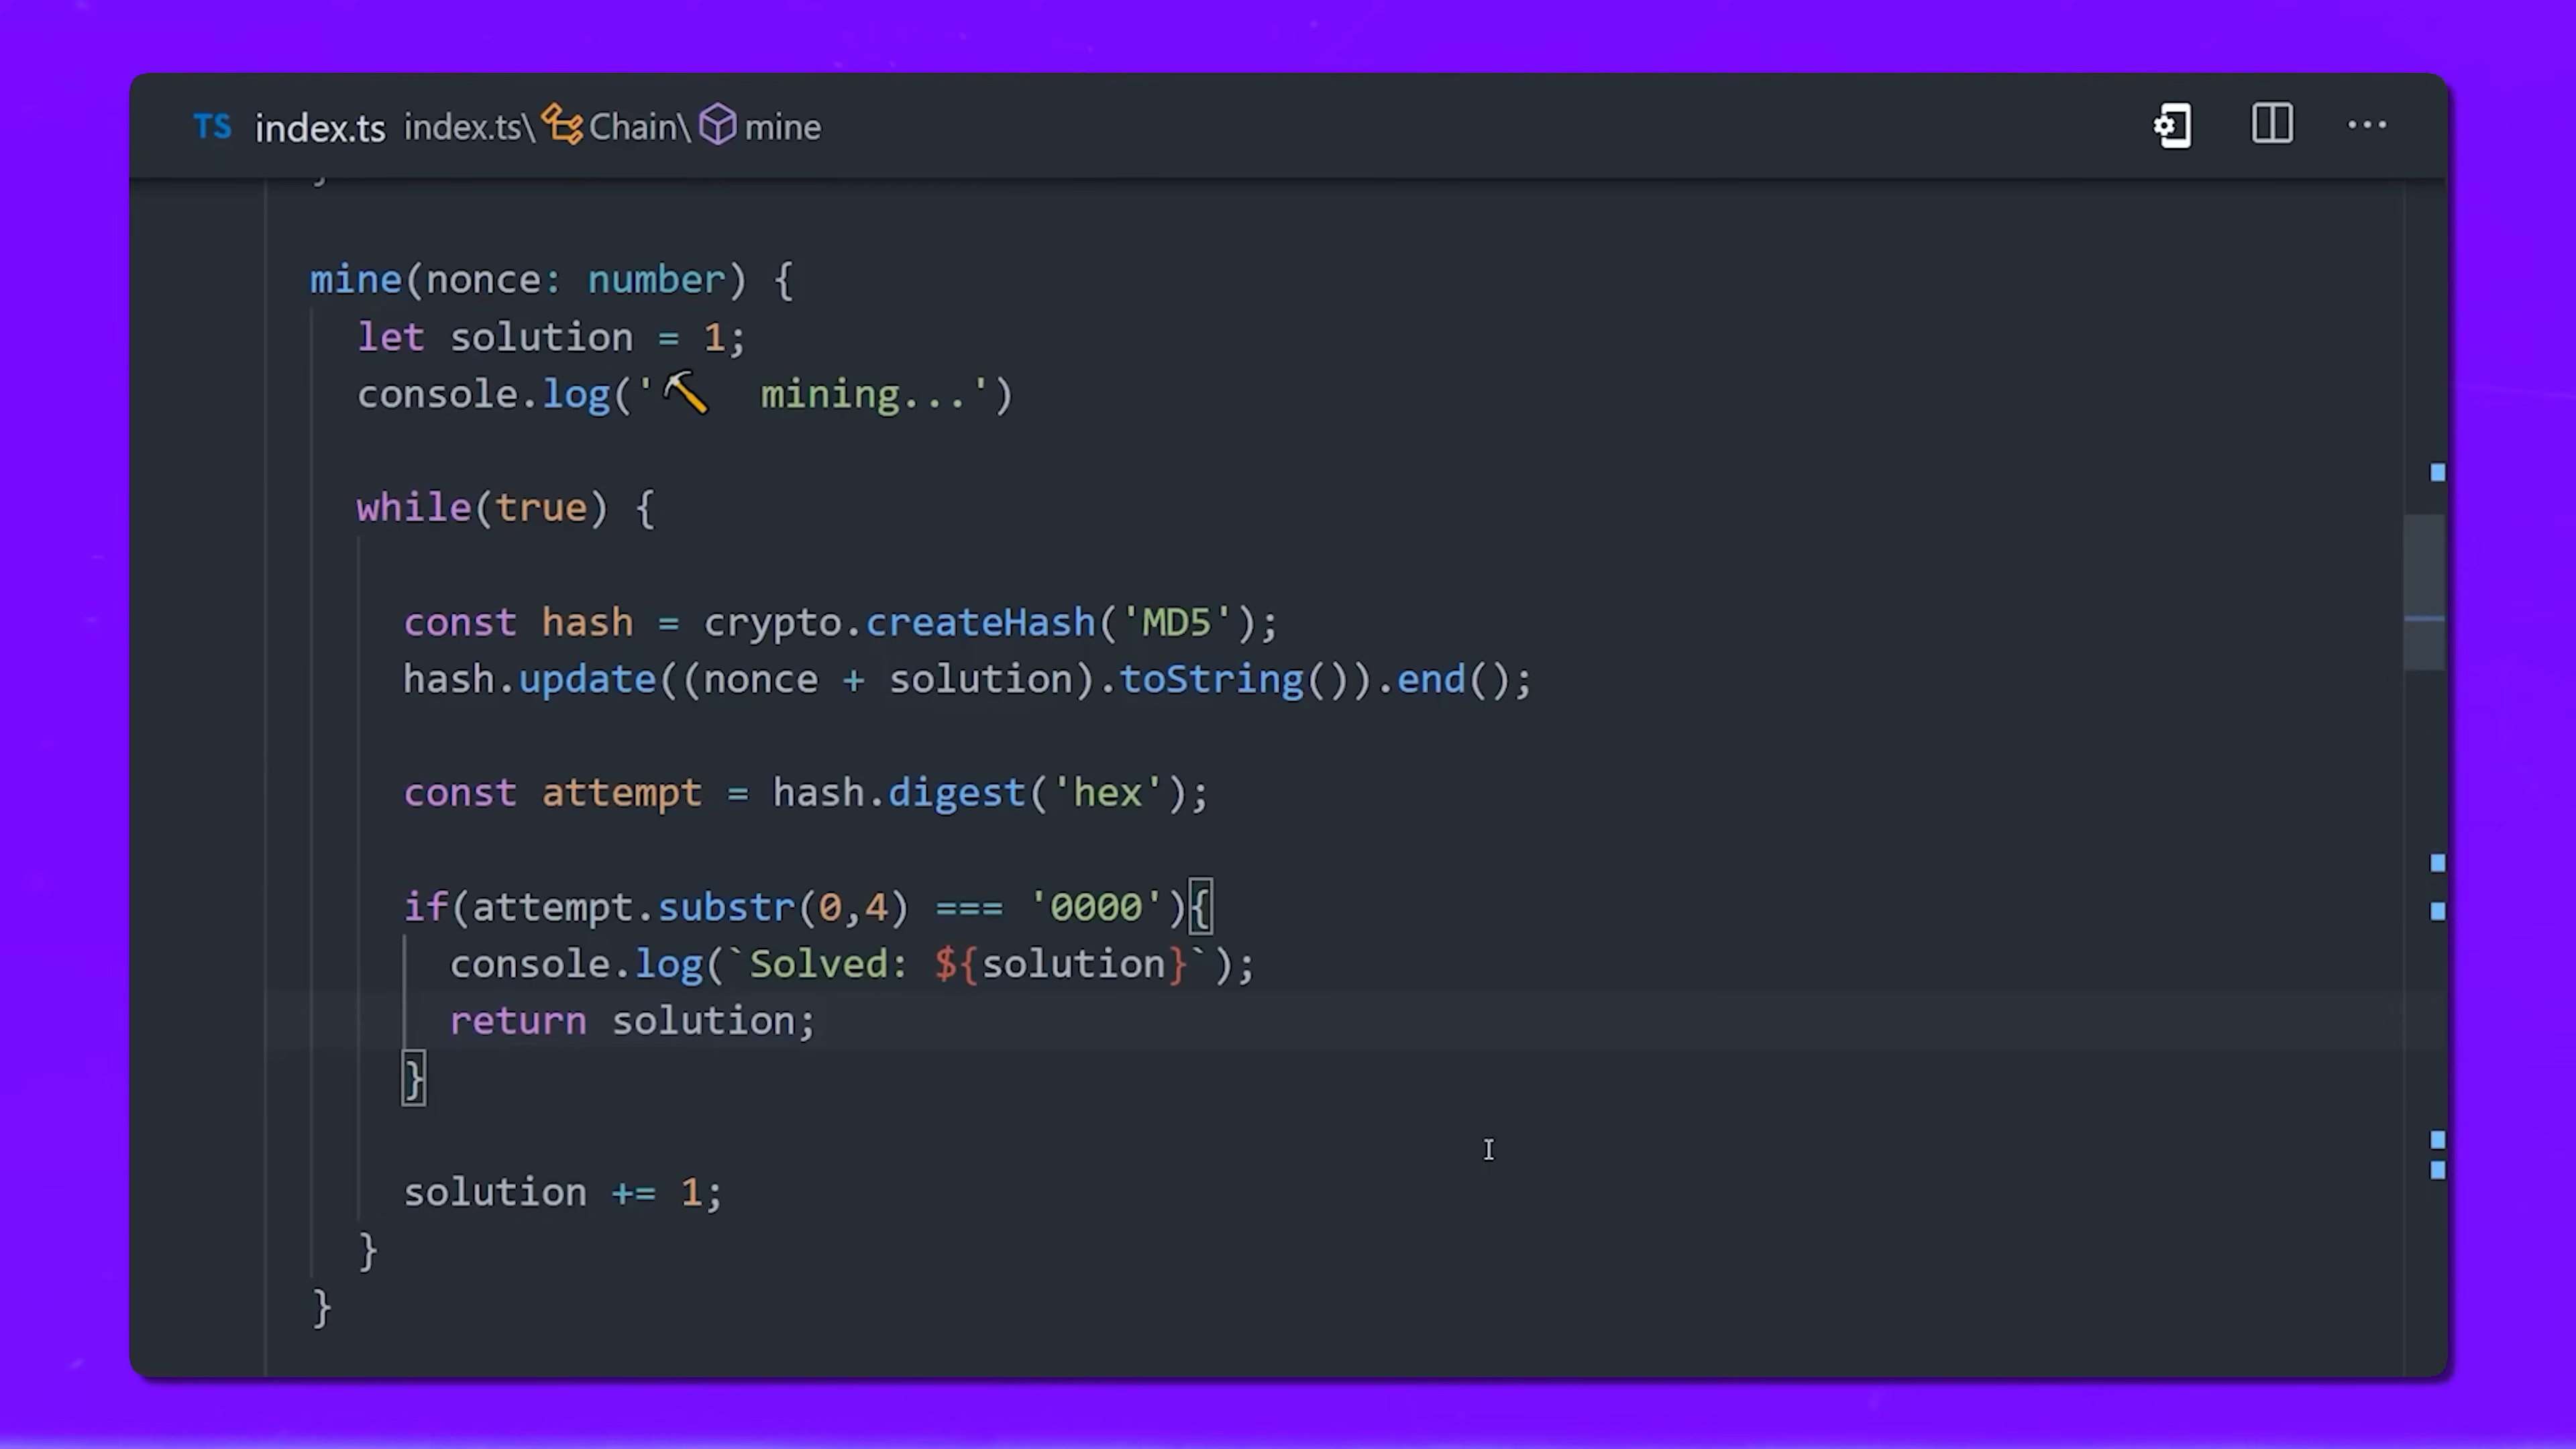 TS index.ts index.ts\Chain\mine
}
mine(nonce: number) {
let solution = 1;
console.log('⛏ mining...')
while(true) {
const hash = crypto.createHash('MD5');
hash.update((nonce + solution).toString()).end();
const attempt = hash.digest('hex');
if(attempt.substr(0,4) === '0000'){
console.log(`Solved: ${solution}`);
return solution;
}
solution += 1;
}
}